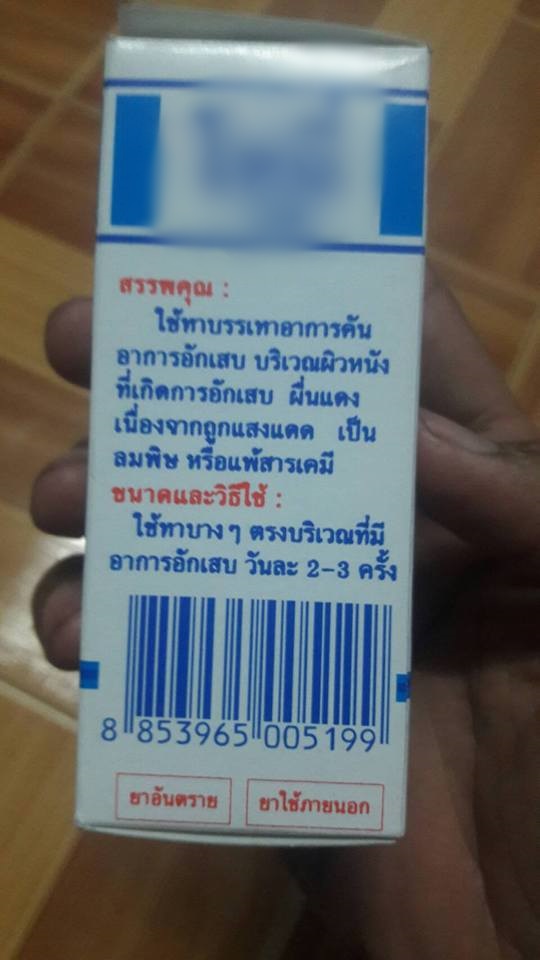 สรรพคุณ :
ใช้ทาบรรเทาอาการคัน
อาการอักเสบ บริเวณผิวหนัง
ที่เกิดการอักเสบ ผื่นแดง
เนื่องจากถูกแสงแดด เป็น
ลมพิษ หรือแพ้สารเคมี
ขนาดและวิธีใช้ :
ใช้ทาบาง ๆ ตรงบริเวณที่มี
อาการอักเสบ วันละ 2-3 ครั้ง
8 853965 005199
ยาอันตราย ยาใช้ภายนอก